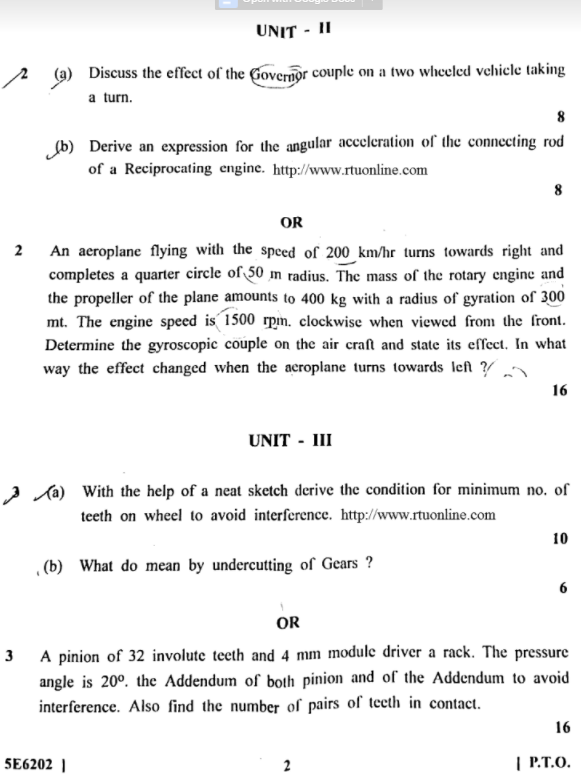 UNIT - II
2 (a) Discuss the effect of the Governor couple on a two wheeled vehicle taking
a turn.
8
(b) Derive an expression for the angular acceleration of the connecting rod
of a Reciprocating engine. http://www.rtuonline.com
8
OR
2 An aeroplane flying with the speed of 200 km/hr turns towards right and
completes a quarter circle of 50 m radius. The mass of the rotary engine and
the propeller of the plane amounts to 400 kg with a radius of gyration of 300
mt. The engine speed is 1500 rpm. clockwise when viewed from the front.
Determine the gyroscopic couple on the air craft and state its effect. In what
way the effect changed when the aeroplane turns towards left ?
16
UNIT - III
3 (a) With the help of a neat sketch derive the condition for minimum no. of
teeth on wheel to avoid interference. http://www.rtuonline.com
10
(b) What do mean by undercutting of Gears ?
6
OR
3 A pinion of 32 involute teeth and 4 mm module driver a rack. The pressure
angle is 20º. the Addendum of both pinion and of the Addendum to avoid
interference. Also find the number of pairs of teeth in contact.
16
5E6202 ] 2 [ P.T.O.